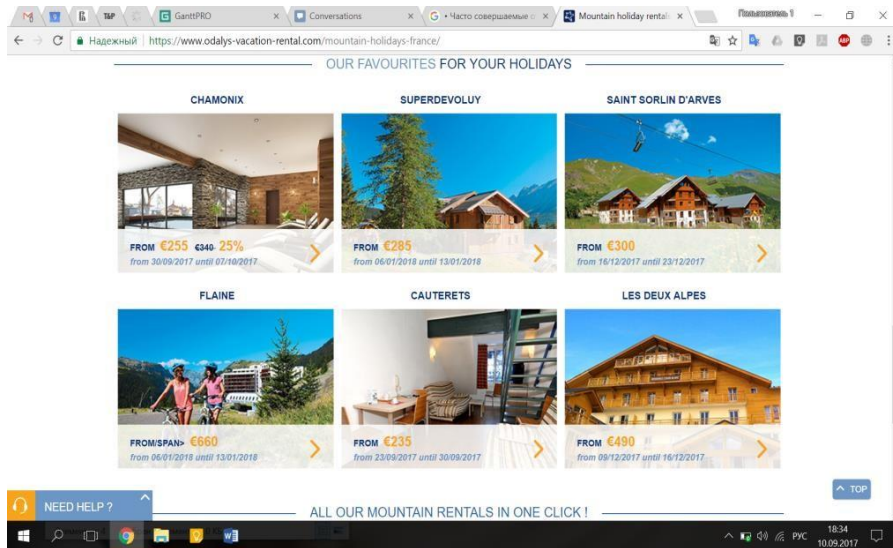 GanttPRO
Conversations
• Часто совершаемые о
Mountain holiday rental
Пользователь 1
Надежный
https://www.odalys-vacation-rental.com/mountain-holidays-france/
OUR FAVOURITES FOR YOUR HOLIDAYS
CHAMONIX
FROM €255 €340 25%
from 30/09/2017 until 07/10/2017
SUPERDEVOLUY
FROM €285
from 06/01/2018 until 13/01/2018
SAINT SORLIN D'ARVES
FROM €300
from 16/12/2017 until 23/12/2017
FLAINE
FROM/SPAN> €660
from 06/01/2018 until 13/01/2018
CAUTERETS
FROM €235
from 23/09/2017 until 30/09/2017
LES DEUX ALPES
FROM €490
from 09/12/2017 until 16/12/2017
TOP
NEED HELP ?
ALL OUR MOUNTAIN RENTALS IN ONE CLICK !
РУС
18:34
10.09.2017